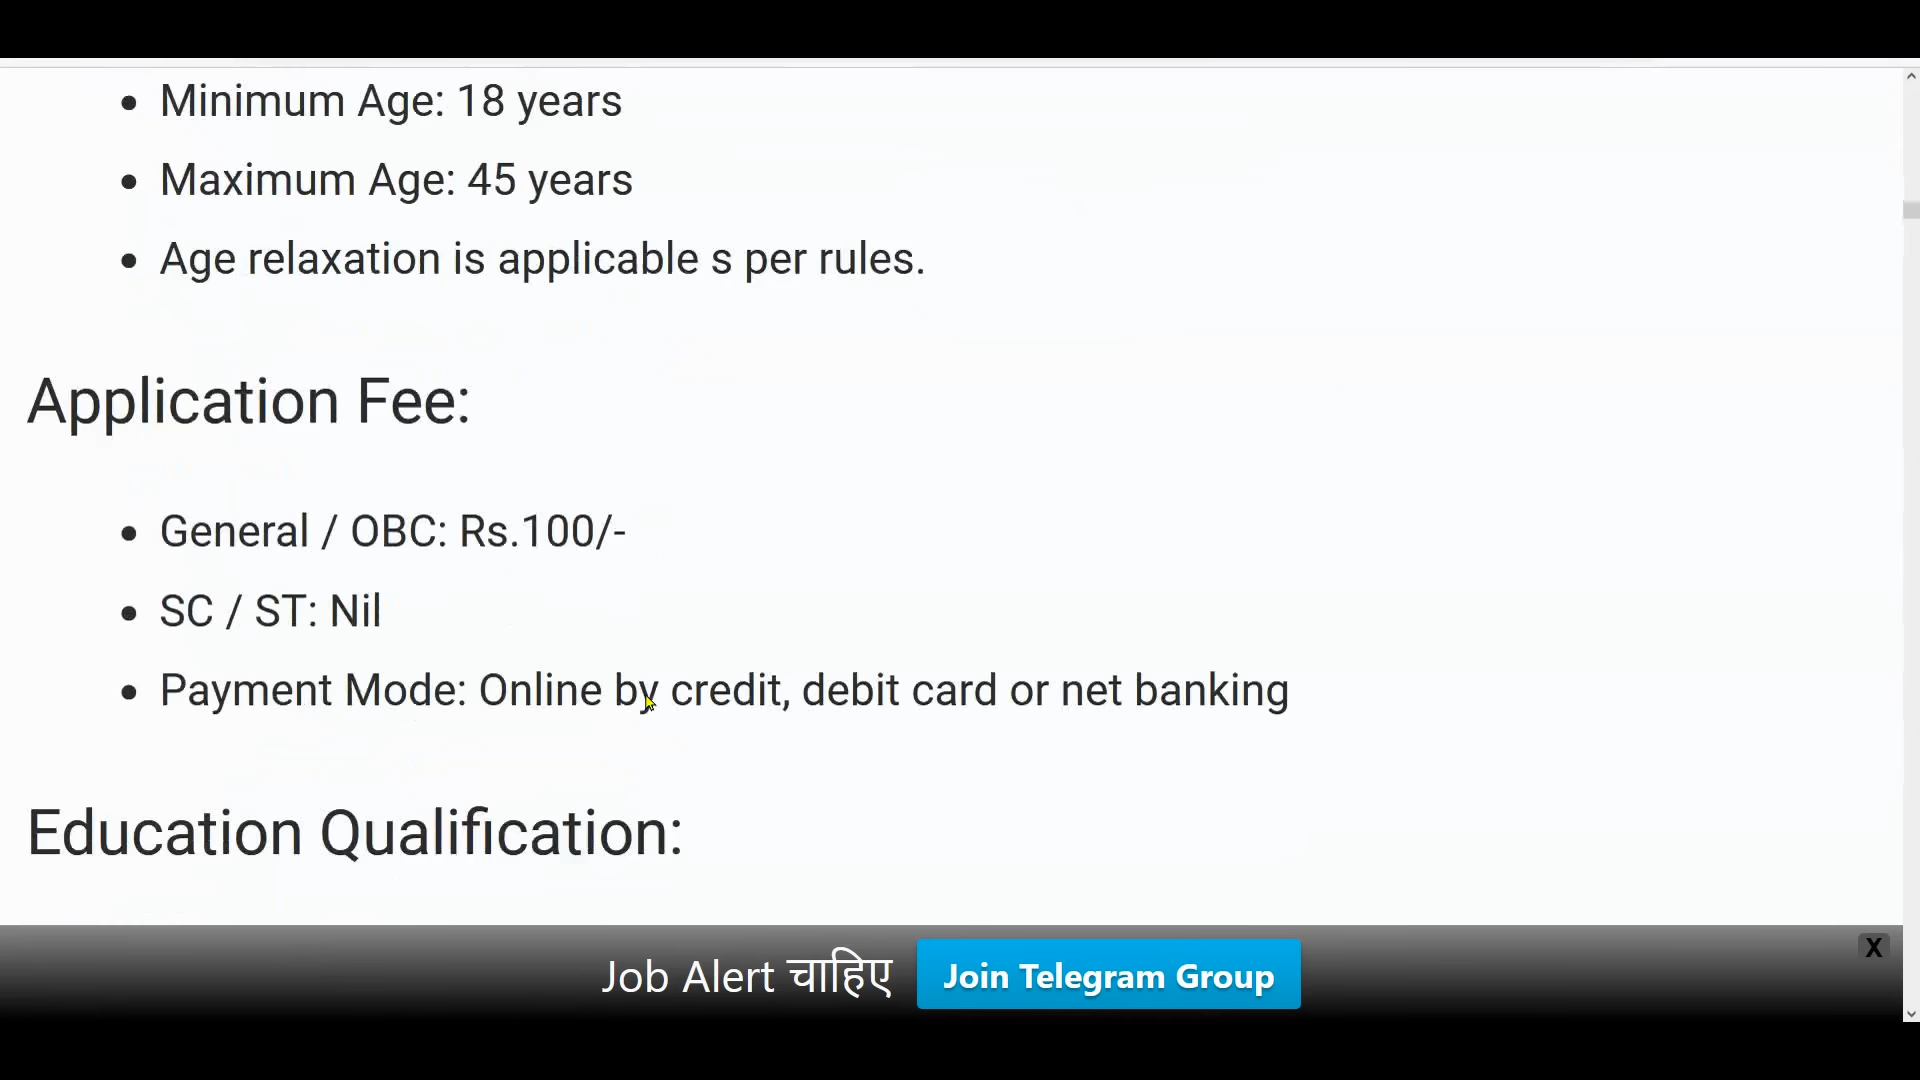 Minimum Age: 18 years
Maximum Age: 45 years
Age relaxation is applicable s per rules.
Application Fee:
General / OBC: Rs.100/-
SC / ST: Nil
Payment Mode: Online by credit, debit card or net banking
Education Qualification:
Job Alert चाहिए Join Telegram Group
X